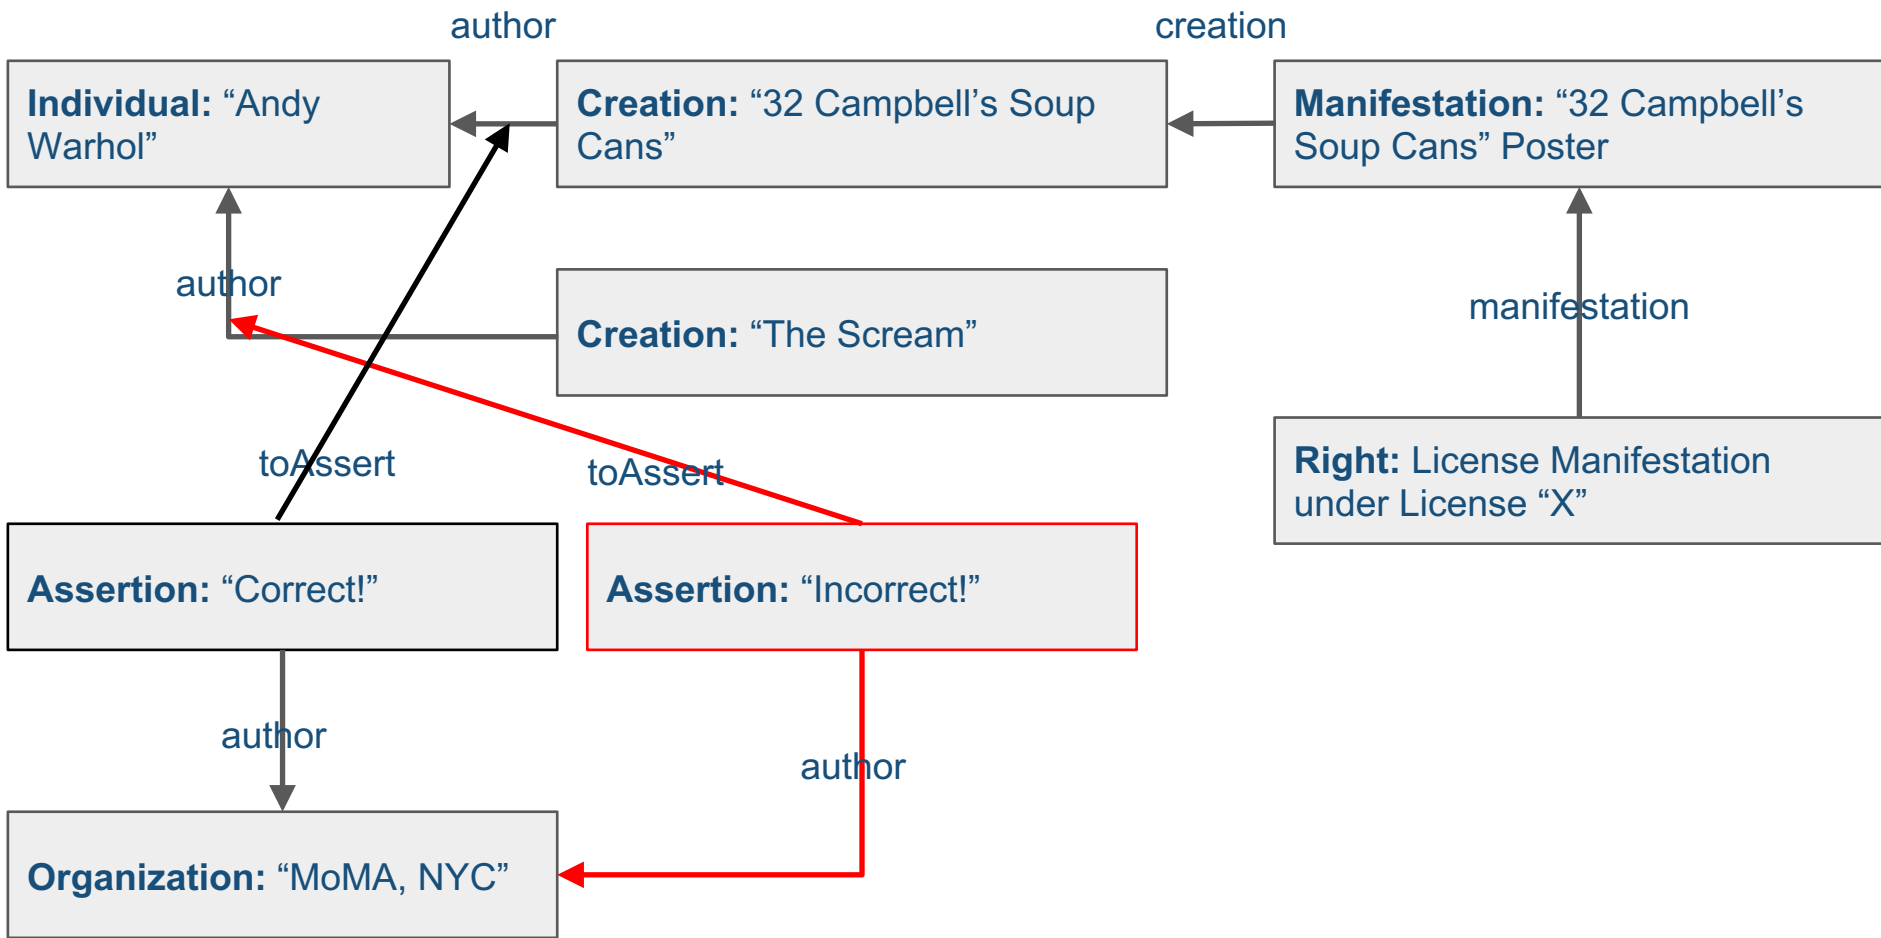 author
creation
Individual: “Andy
Warhol”
Creation: “32 Campbell’s Soup
Cans”
Manifestation: “32 Campbell’s
Soup Cans” Poster
author
Creation: “The Scream”
manifestation
toAssert
toAssert
Right: License Manifestation
under License “X”
Assertion: “Correct!”
Assertion: “Incorrect!”
author
author
Organization: “MoMA, NYC”